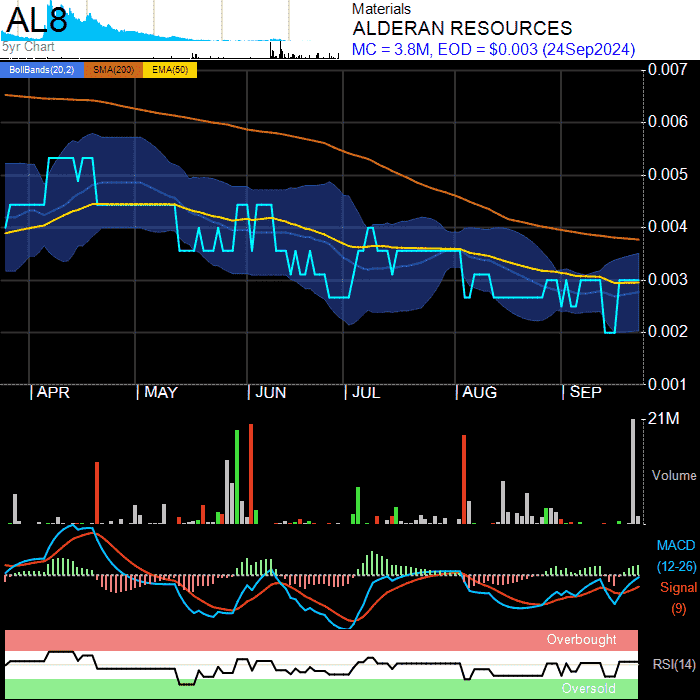 AL8
5yr Chart
Materials
ALDERAN RESOURCES
MC = 3.8M, EOD = $0.003 (24Sep2024)
BollBands(20,2) SMA(200) EMA(50)
0.007
0.006
0.005
0.004
0.003
0.002
0.001
APR MAY JUN JUL AUG SEP
21M
Volume
MACD
(12-26)
Signal
(9)
Overbought
RSI(14)
Oversold